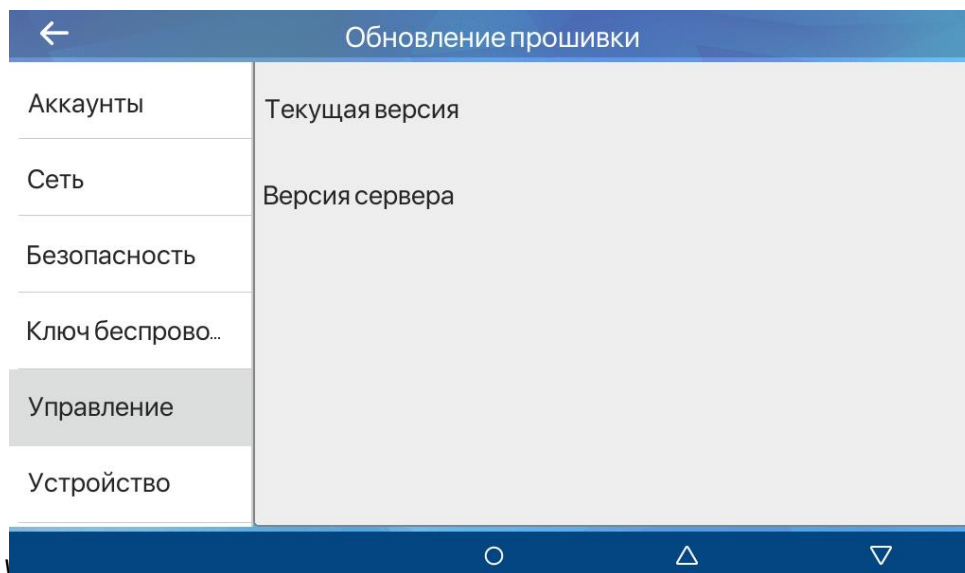 Обновление прошивки
Аккаунты
Текущая версия
Сеть
Версия сервера
Безопасность
Ключ беспрово...
Управление
Устройство